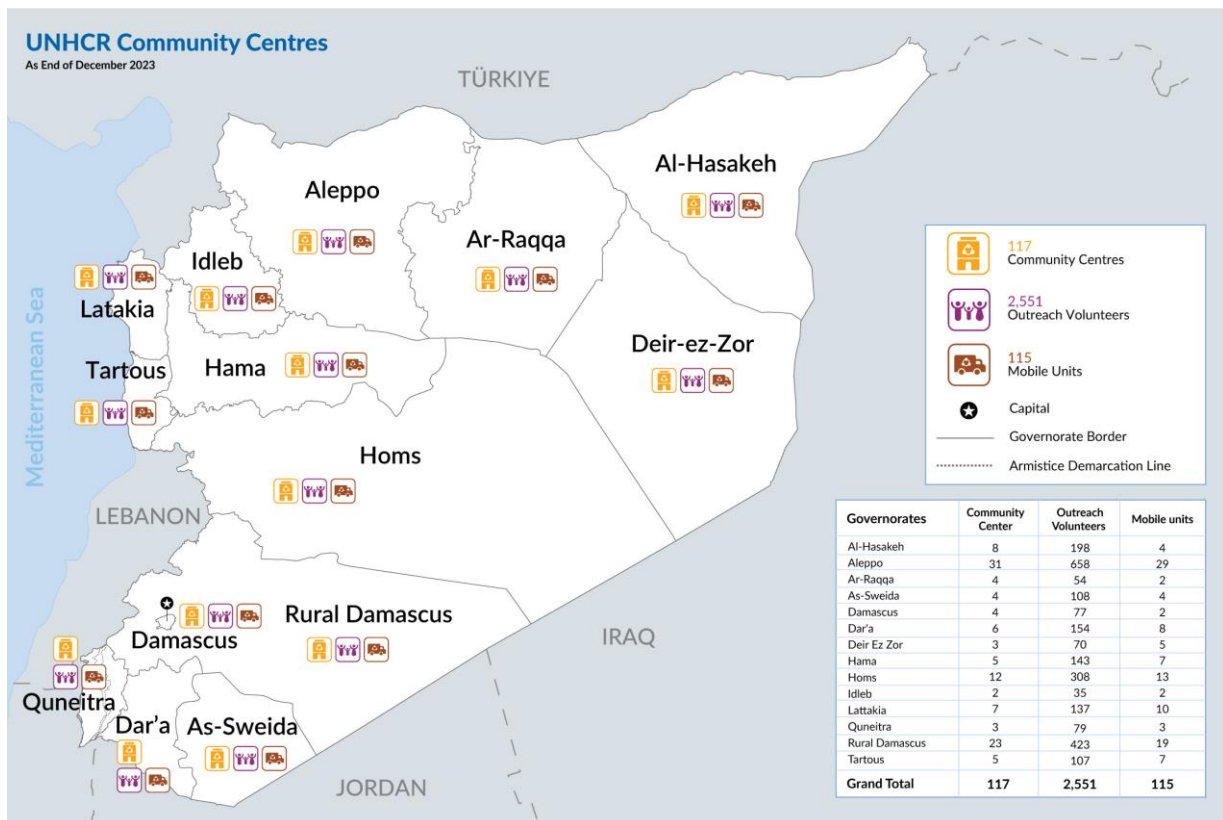 UNHCR Community Centres
As End of December 2023
TÜRKIYE
Al-Hasakeh
Aleppo
Ar-Raqqa
Idleb
Latakia
Deir-ez-Zor
Hama
Tartous
Mediterranean Sea
Homs
LEBANON
Rural Damascus
Damascus
IRAQ
Quneitra
Dar'a
As-Sweida
JORDAN
117
Community Centres
2,551
Outreach Volunteers
115
Mobile Units
Capital
Governorate Border
Armistice Demarcation Line
Governorates Community Center Outreach Volunteers Mobile units
Al-Hasakeh 8 198 4
Aleppo 31 658 29
Ar-Raqqa 4 54 2
As-Sweida 4 108 4
Damascus 4 77 2
Dar'a 6 154 8
Deir Ez Zor 3 70 5
Hama 5 143 7
Homs 12 308 13
Idleb 2 35 2
Lattakia 7 137 10
Quneitra 3 79 3
Rural Damascus 23 423 19
Tartous 5 107 7
Grand Total 117 2,551 115